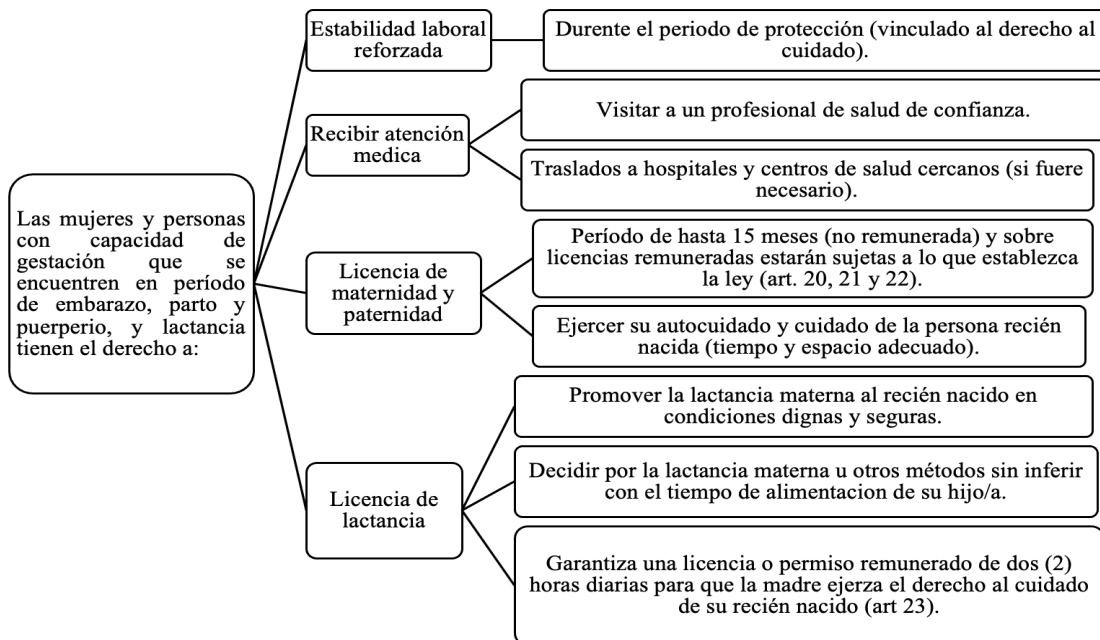 Las mujeres y personas
con capacidad de
gestación que se
encuentren en período
de embarazo, parto y
puerperio, y lactancia
tienen el derecho a:
Estabilidad laboral
reforzada
Durente el periodo de protección (vinculado al derecho al
cuidado).
Recibir atención
medica
Visitar a un profesional de salud de confianza.
Traslados a hospitales y centros de salud cercanos (si fuere
necesario).
Licencia de
maternidad y
paternidad
Período de hasta 15 meses (no remunerada) y sobre
licencias remuneradas estarán sujetas a lo que establezca
la ley (art. 20, 21 y 22).
Ejercer su autocuidado y cuidado de la persona recién
nacida (tiempo y espacio adecuado).
Licencia de
lactancia
Promover la lactancia materna al recién nacido en
condiciones dignas y seguras.
Decidir por la lactancia materna u otros métodos sin inferir
con el tiempo de alimentacion de su hijo/a.
Garantiza una licencia o permiso remunerado de dos (2)
horas diarias para que la madre ejerza el derecho al cuidado
de su recién nacido (art 23).